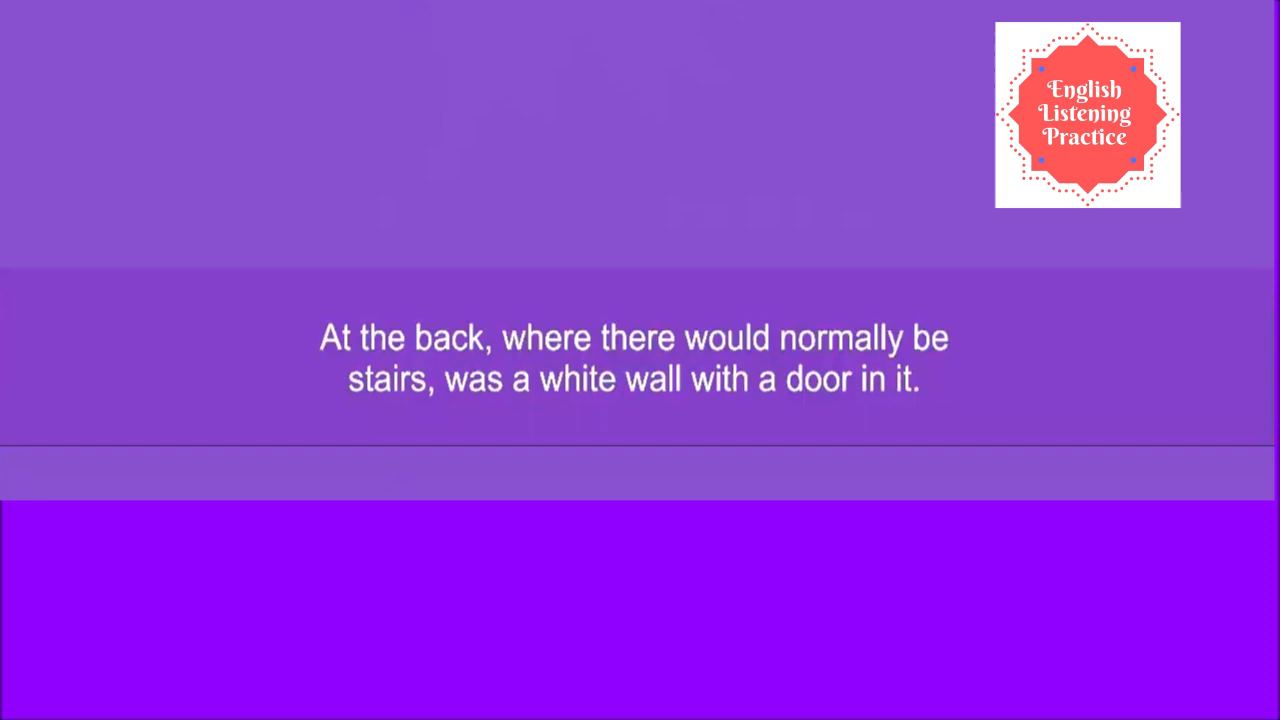 English
Listening
Practice
At the back, where there would normally be
stairs, was a white wall with a door in it.